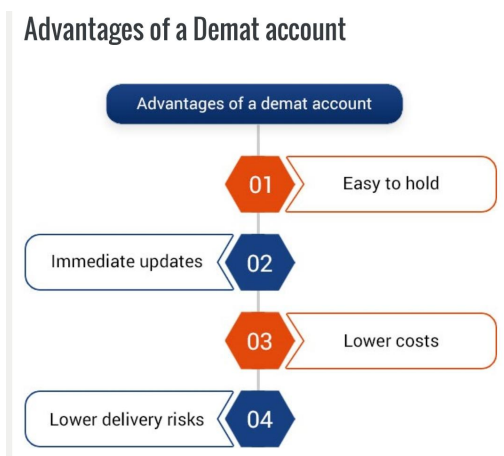 Advantages of a Demat account
Advantages of a demat account
01 Easy to hold
Immediate updates 02
03 Lower costs
Lower delivery risks 04